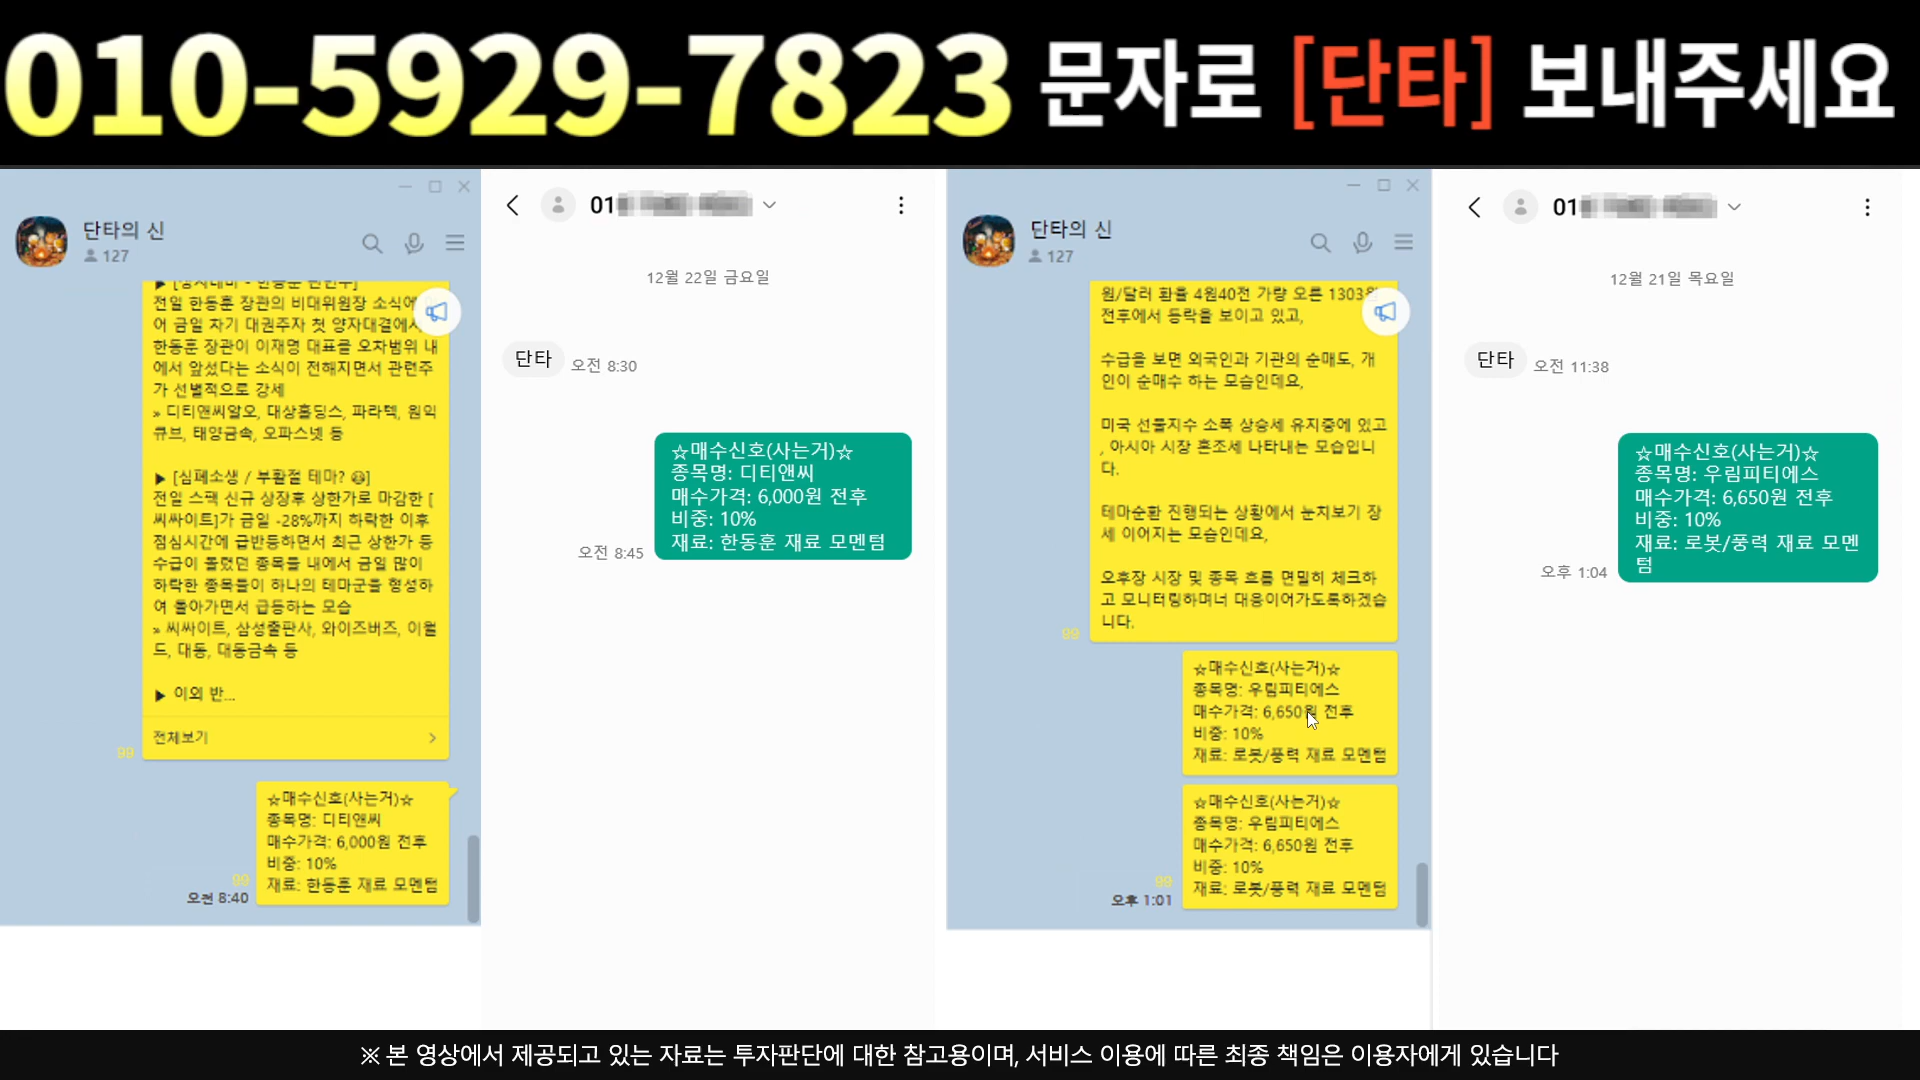 010-5929-7823 문자로 [단타] 보내주세요
단타의 신
127
전일 한동훈 장관의 비대위원장 소식에
어 금일 차기 대권주자 첫 양자대결에서
한동훈 장관이 이재명 대표를 오차범위 내
에서 앞섰다는 소식이 전해지면서 관련주
가 선별적으로 강세
» 디티앤씨알오, 대상홀딩스, 파라텍, 원익
큐브, 태양금속, 오파스넷 등
▶ [심폐소생 / 부활절 테마? 😆]
전일 스팩 신규 상장후 상한가로 마감한 [
씨싸이트]가 금일 -28%까지 하락한 이후
점심시간에 급반등하면서 최근 상한가 등
수급이 몰렸던 종목들 내에서 금일 많이
하락한 종목들이 하나의 테마군을 형성하
여 돌아가면서 급등하는 모습
» 씨싸이트, 삼성출판사, 와이즈버즈, 이월
드, 대동, 대동금속 등
▶ 이외 반...
전체보기
99
☆매수신호(사는거)☆
종목명: 디티앤씨
매수가격: 6,000원 전후
비중: 10%
재료: 한동훈 재료 모멘텀
99
오전 8:40
01
12월 22일 금요일
단타
오전 8:30
☆매수신호(사는거)☆
종목명: 디티앤씨
매수가격: 6,000원 전후
비중: 10%
재료: 한동훈 재료 모멘텀
오전 8:45
단타의 신
127
원/달러 환율 4원40전 가량 오른 1303원
전후에서 등락을 보이고 있고,
수급을 보면 외국인과 기관의 순매도, 개
인이 순매수 하는 모습인데요,
미국 선물지수 소폭 상승세 유지중에 있고
, 아시아 시장 혼조세 나타내는 모습입니
다.
테마순환 진행되는 상황에서 눈치보기 장
세 이어지는 모습인데요,
오후장 시장 및 종목 흐름 면밀히 체크하
고 모니터링하며너 대응이어가도록하겠습
니다.
99
☆매수신호(사는거)☆
종목명: 우림피티에스
매수가격: 6,650원 전후
비중: 10%
재료: 로봇/풍력 재료 모멘텀
☆매수신호(사는거)☆
종목명: 우림피티에스
매수가격: 6,650원 전후
비중: 10%
재료: 로봇/풍력 재료 모멘텀
99
오후 1:01
01
12월 21일 목요일
단타
오전 11:38
☆매수신호(사는거)☆
종목명: 우림피티에스
매수가격: 6,650원 전후
비중: 10%
재료: 로봇/풍력 재료 모멘
텀
오후 1:04
※ 본 영상에서 제공되고 있는 자료는 투자판단에 대한 참고용이며, 서비스 이용에 따른 최종 책임은 이용자에게 있습니다